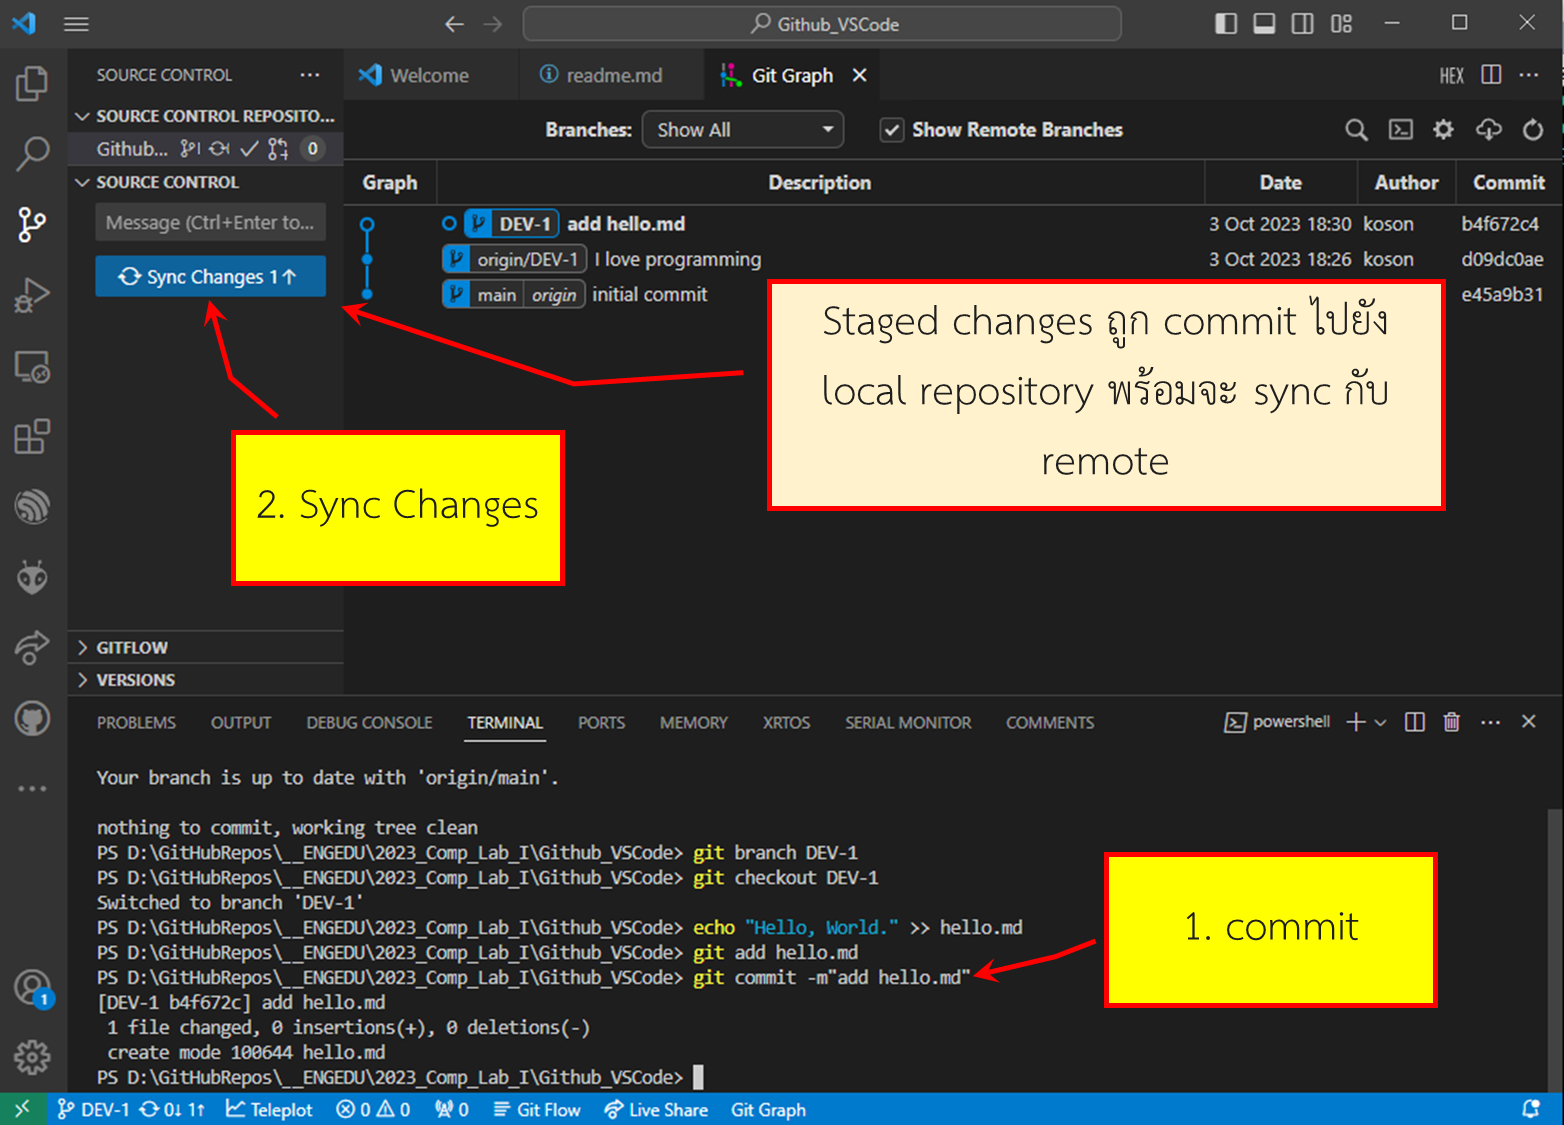 Github_VSCode
SOURCE CONTROL
Welcome
readme.md
Git Graph
HEX
SOURCE CONTROL REPOSITO...
Github... 0
Branches: Show All Show Remote Branches
SOURCE CONTROL
Graph Description Date Author Commit
Message (Ctrl+Enter to...
DEV-1 add hello.md 3 Oct 2023 18:30 koson b4f672c4
Sync Changes 1↑
origin/DEV-1 I love programming 3 Oct 2023 18:26 koson d09dc0ae
main origin initial commit e45a9b31
Staged changes ถูก commit ไปยัง
local repository พร้อมจะ sync กับ
remote
2. Sync Changes
GITFLOW
VERSIONS
PROBLEMS OUTPUT DEBUG CONSOLE TERMINAL PORTS MEMORY XRTOS SERIAL MONITOR COMMENTS powershell
Your branch is up to date with 'origin/main'.
nothing to commit, working tree clean
PS D:\GitHubRepos\__ENGEDU\2023_Comp_Lab_I\Github_VSCode> git branch DEV-1
PS D:\GitHubRepos\__ENGEDU\2023_Comp_Lab_I\Github_VSCode> git checkout DEV-1
Switched to branch 'DEV-1'
PS D:\GitHubRepos\__ENGEDU\2023_Comp_Lab_I\Github_VSCode> echo "Hello, World." >> hello.md
PS D:\GitHubRepos\__ENGEDU\2023_Comp_Lab_I\Github_VSCode> git add hello.md
PS D:\GitHubRepos\__ENGEDU\2023_Comp_Lab_I\Github_VSCode> git commit -m"add hello.md"
[DEV-1 b4f672c] add hello.md
1 file changed, 0 insertions(+), 0 deletions(-)
create mode 100644 hello.md
PS D:\GitHubRepos\__ENGEDU\2023_Comp_Lab_I\Github_VSCode>
1. commit
1
DEV-1 0↓ 1↑ Teleplot 0 0 0 Git Flow Live Share Git Graph